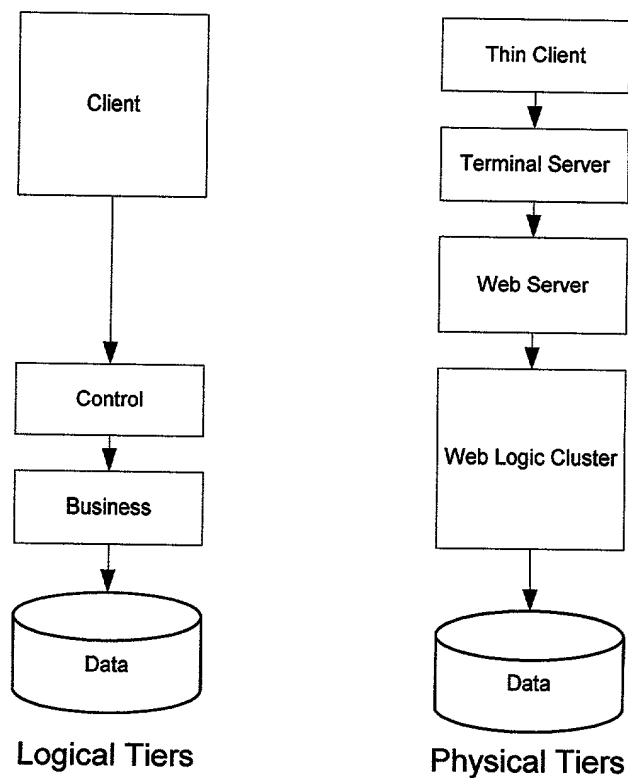 Client
Control
Business
Data
Logical Tiers
Thin Client
Terminal Server
Web Server
Web Logic Cluster
Data
Physical Tiers